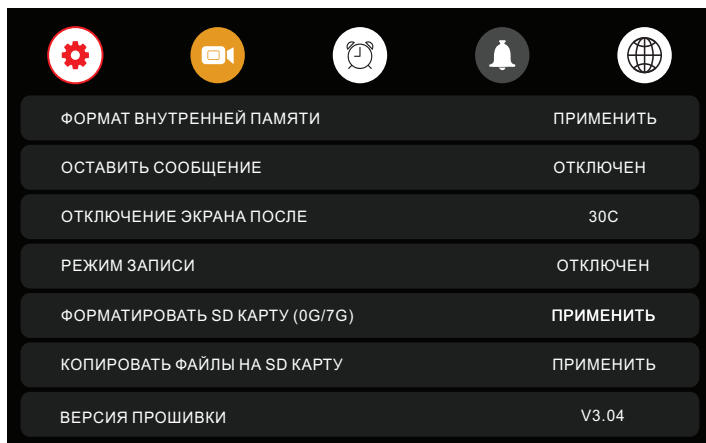 ФОРМАТ ВНУТРЕННЕЙ ПАМЯТИ ПРИМЕНИТЬ
ОСТАВИТЬ СООБЩЕНИЕ ОТКЛЮЧЕН
ОТКЛЮЧЕНИЕ ЭКРАНА ПОСЛЕ 30С
РЕЖИМ ЗАПИСИ ОТКЛЮЧЕН
ФОРМАТИРОВАТЬ SD КАРТУ (0G/7G) ПРИМЕНИТЬ
КОПИРОВАТЬ ФАЙЛЫ НА SD КАРТУ ПРИМЕНИТЬ
ВЕРСИЯ ПРОШИВКИ V3.04